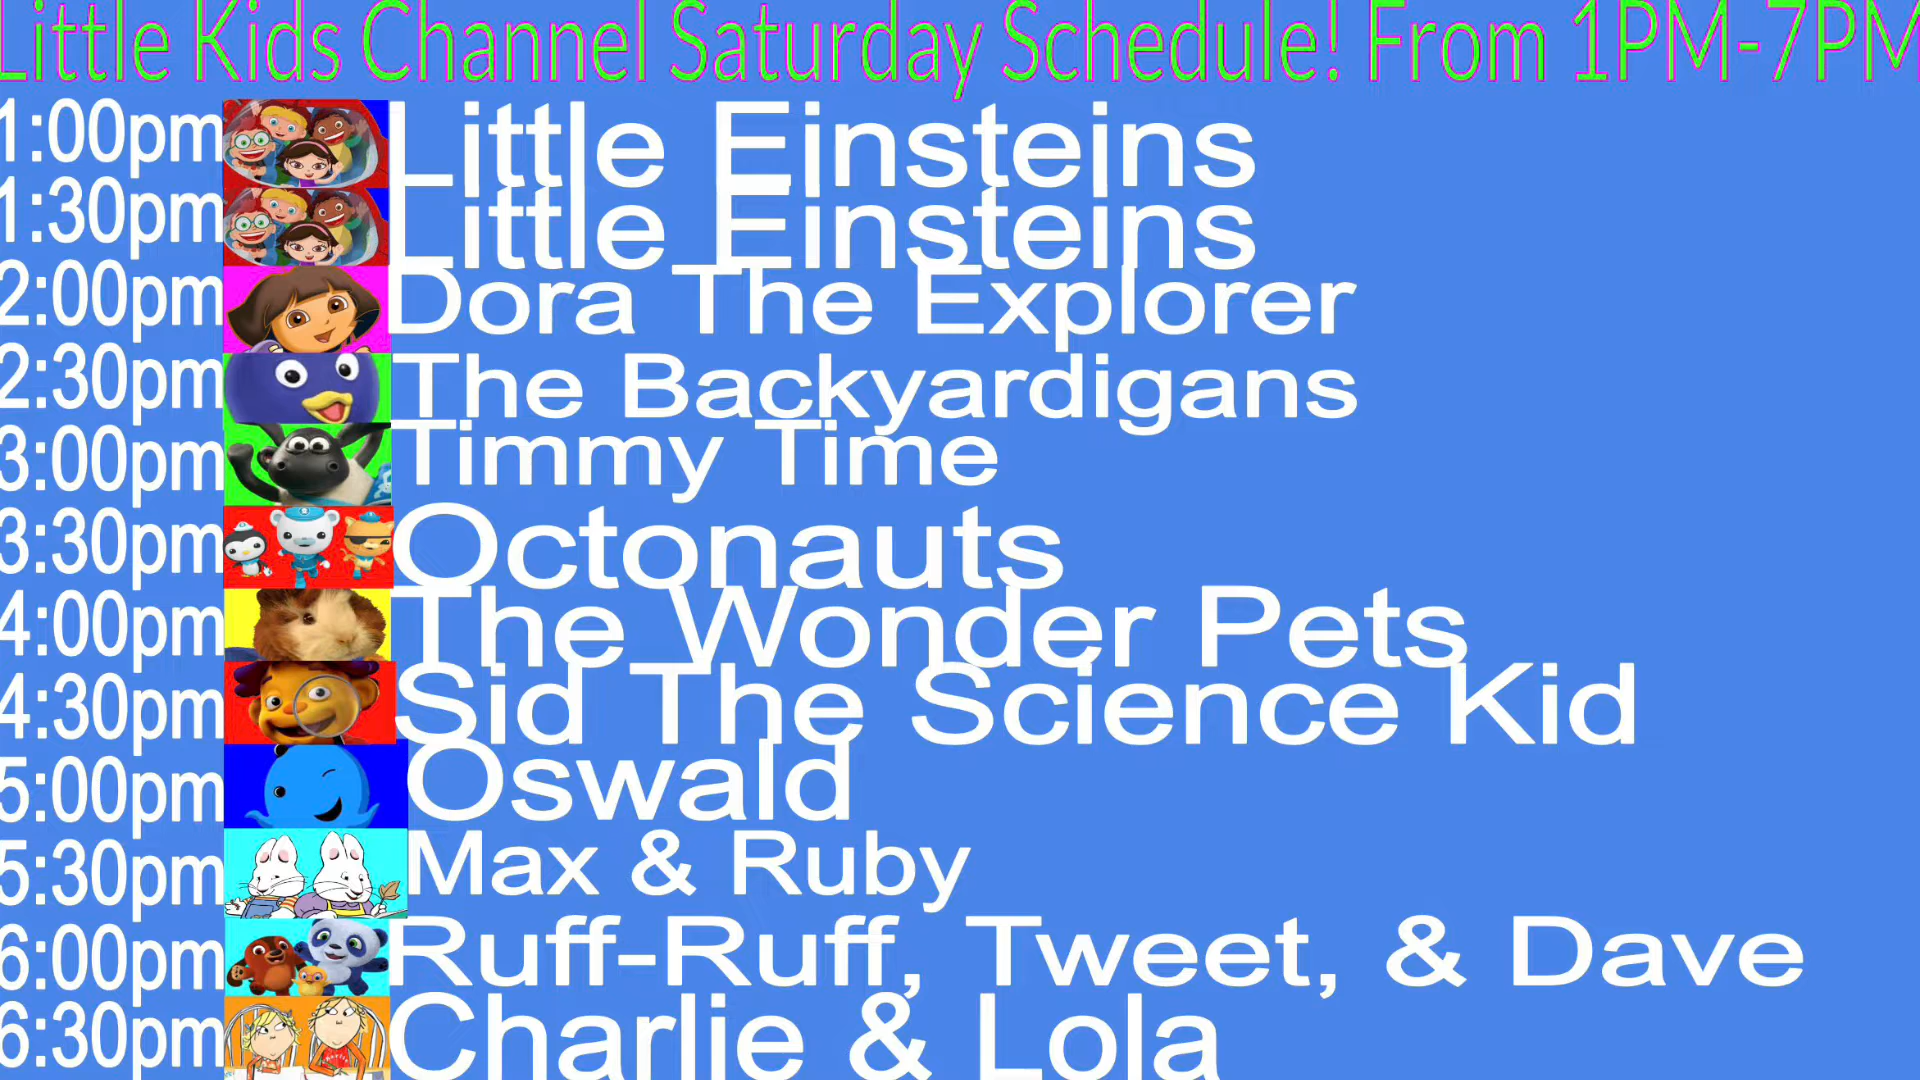 Little Kids Channel Saturday Schedule! From 1PM-7PM
1:00pm Little Einsteins
1:30pm Little Einsteins
2:00pm Dora The Explorer
2:30pm The Backyardigans
3:00pm Timmy Time
3:30pm Octonauts
4:00pm The Wonder Pets
4:30pm Sid The Science Kid
5:00pm Oswald
5:30pm Max & Ruby
6:00pm Ruff-Ruff, Tweet, & Dave
6:30pm Charlie & Lola